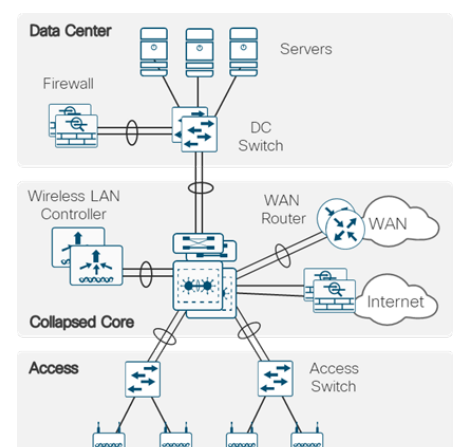 Data Center
Servers
Firewall
DC
Switch
Wireless LAN
Controller
WAN
Router
WAN
Internet
Collapsed Core
Access
Access
Switch